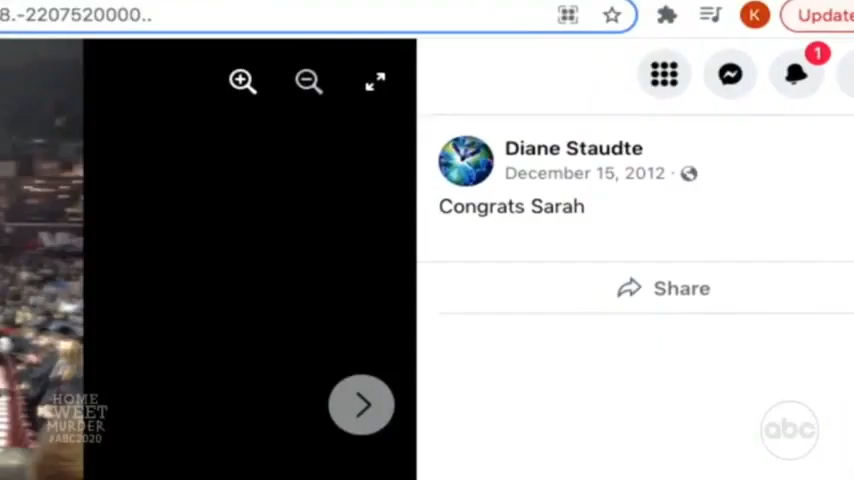 8.-2207520000..
K
Update
1
Diane Staudte
December 15, 2012 ·
Congrats Sarah
Share
HOME
SWEET
MURDER
#ABC2020
abc